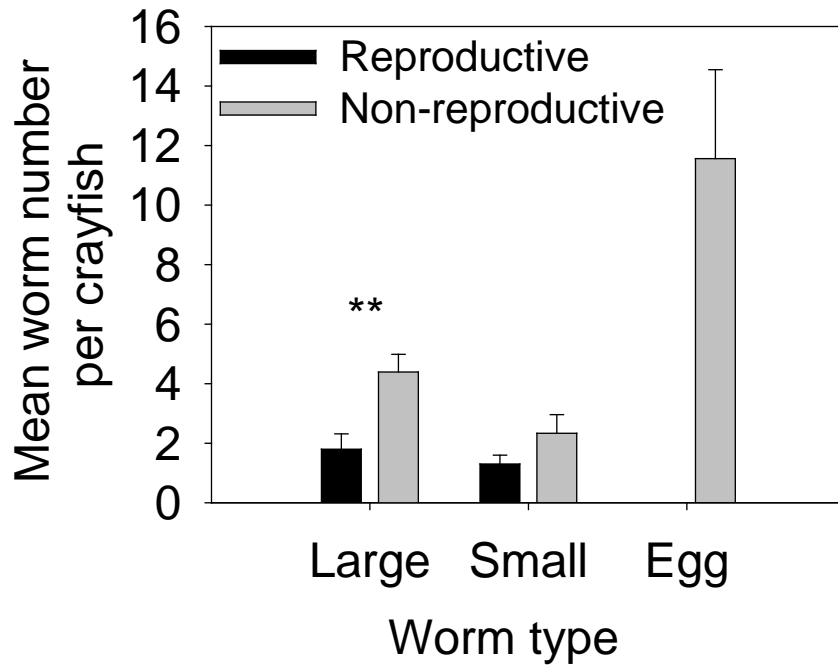 Mean worm number
per crayfish
16
14
12
10
8
6
4
2
0
Reproductive
Non-reproductive
**
Large Small Egg
Worm type